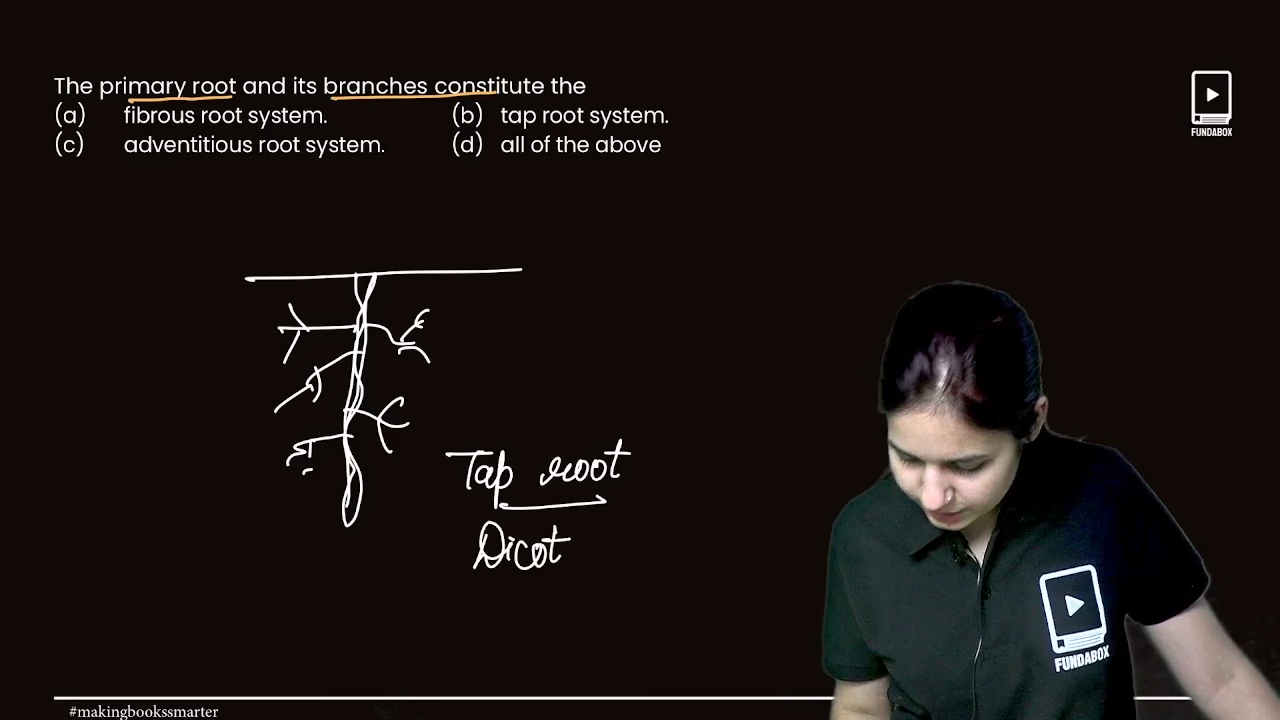 The primary root and its branches constitute the
(a) fibrous root system. (b) tap root system.
(c) adventitious root system. (d) all of the above
FUNDABOX
Tap root
Dicot
FUNDABOX
#makingbookssmarter